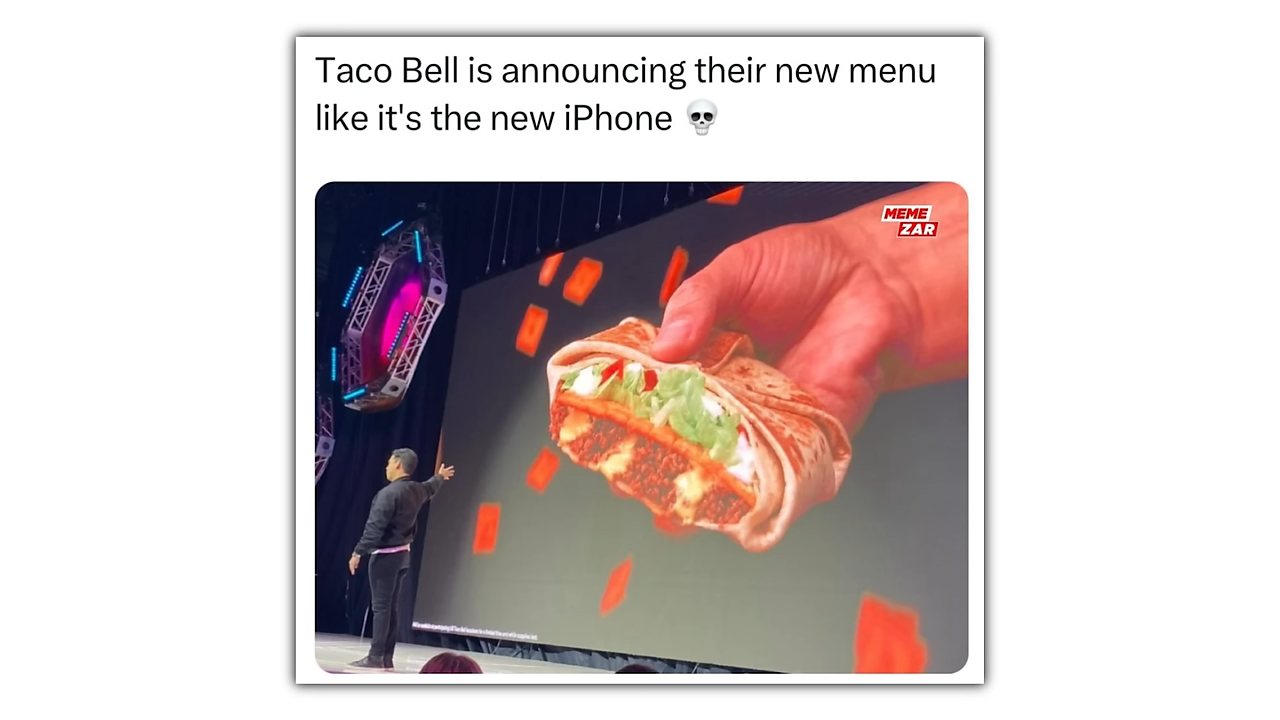 Taco Bell is announcing their new menu
like it's the new iPhone 💀
MEME
ZAR